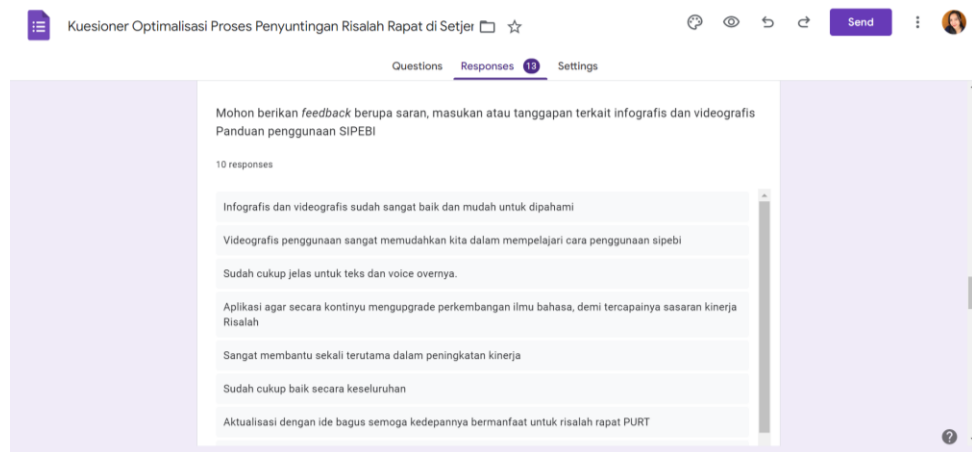 Kuesioner Optimalisasi Proses Penyuntingan Risalah Rapat di Setjer
Send
Questions
Responses 13
Settings
Mohon berikan feedback berupa saran, masukan atau tanggapan terkait infografis dan videografis
Panduan penggunaan SIPEBI
10 responses
Infografis dan videografis sudah sangat baik dan mudah untuk dipahami
Videografis penggunaan sangat memudahkan kita dalam mempelajari cara penggunaan sipebi
Sudah cukup jelas untuk teks dan voice overnya.
Aplikasi agar secara kontinyu mengupgrade perkembangan ilmu bahasa, demi tercapainya sasaran kinerja
Risalah
Sangat membantu sekali terutama dalam peningkatan kinerja
Sudah cukup baik secara keseluruhan
Aktualisasi dengan ide bagus semoga kedepannya bermanfaat untuk risalah rapat PURT